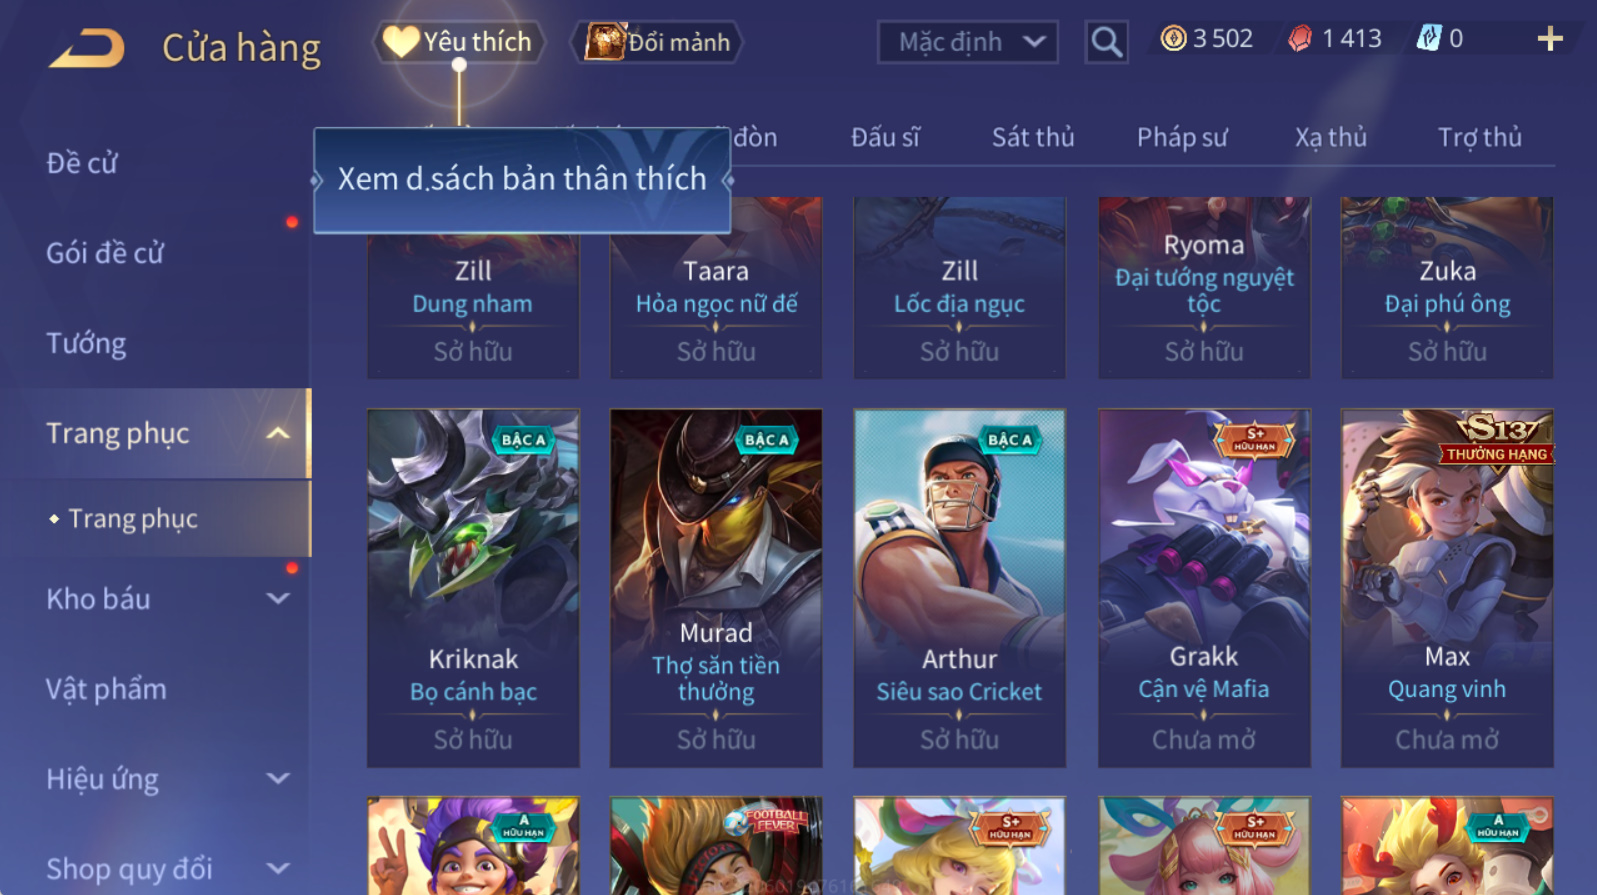 Cửa hàng
Yêu thích
Đổi mảnh
Mặc định
3 502
1 413
0
Xem d.sách bản thân thích
đòn
Đấu sĩ
Sát thủ
Pháp sư
Xạ thủ
Trợ thủ
Đề cử
Gói đề cử
Tướng
Trang phục
Trang phục
Kho báu
Vật phẩm
Hiệu ứng
Shop quy đổi
Zill
Dung nham
Sở hữu
Taara
Hỏa ngọc nữ đế
Sở hữu
Zill
Lốc địa ngục
Sở hữu
Ryoma
Đại tướng nguyệt
tộc
Sở hữu
Zuka
Đại phú ông
Sở hữu
BẬC A
Kriknak
Bọ cánh bạc
Sở hữu
BẬC A
Murad
Thợ săn tiền
thưởng
Sở hữu
BẬC A
Arthur
Siêu sao Cricket
Sở hữu
S+
HỮU HẠN
Grakk
Cận vệ Mafia
Chưa mở
S13
THƯỞNG HẠNG
Max
Quang vinh
Chưa mở
A
HỮU HẠN
FOOTBALL
FEVER
S+
HỮU HẠN
S+
HỮU HẠN
A
HỮU HẠN